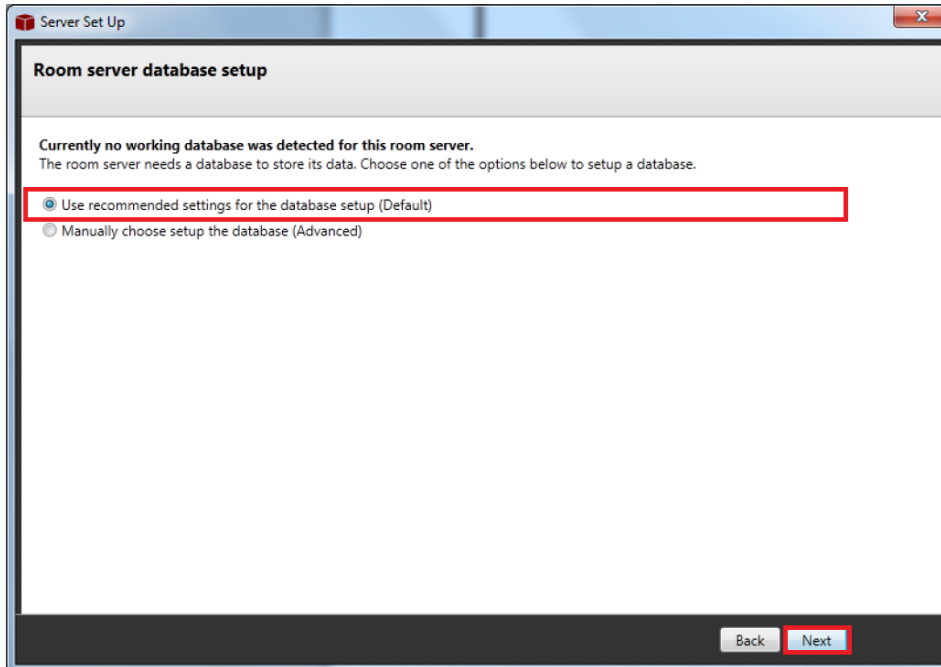 Server Set Up
Room server database setup
Currently no working database was detected for this room server.
The room server needs a database to store its data. Choose one of the options below to setup a database.
Use recommended settings for the database setup (Default)
Manually choose setup the database (Advanced)
Back Next